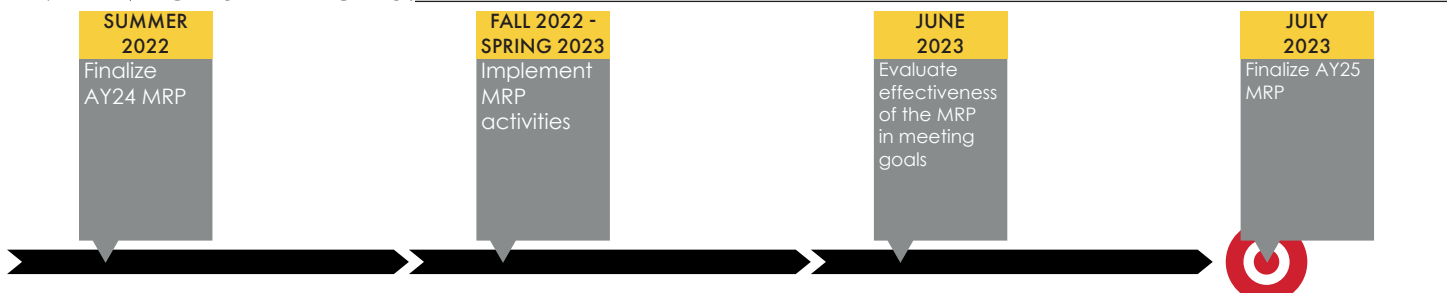 SUMMER
2022
Finalize
AY24 MRP
FALL 2022 -
SPRING 2023
Implement
MRP
activities
JUNE
2023
Evaluate
effectiveness
of the MRP
in meeting
goals
JULY
2023
Finalize AY25
MRP